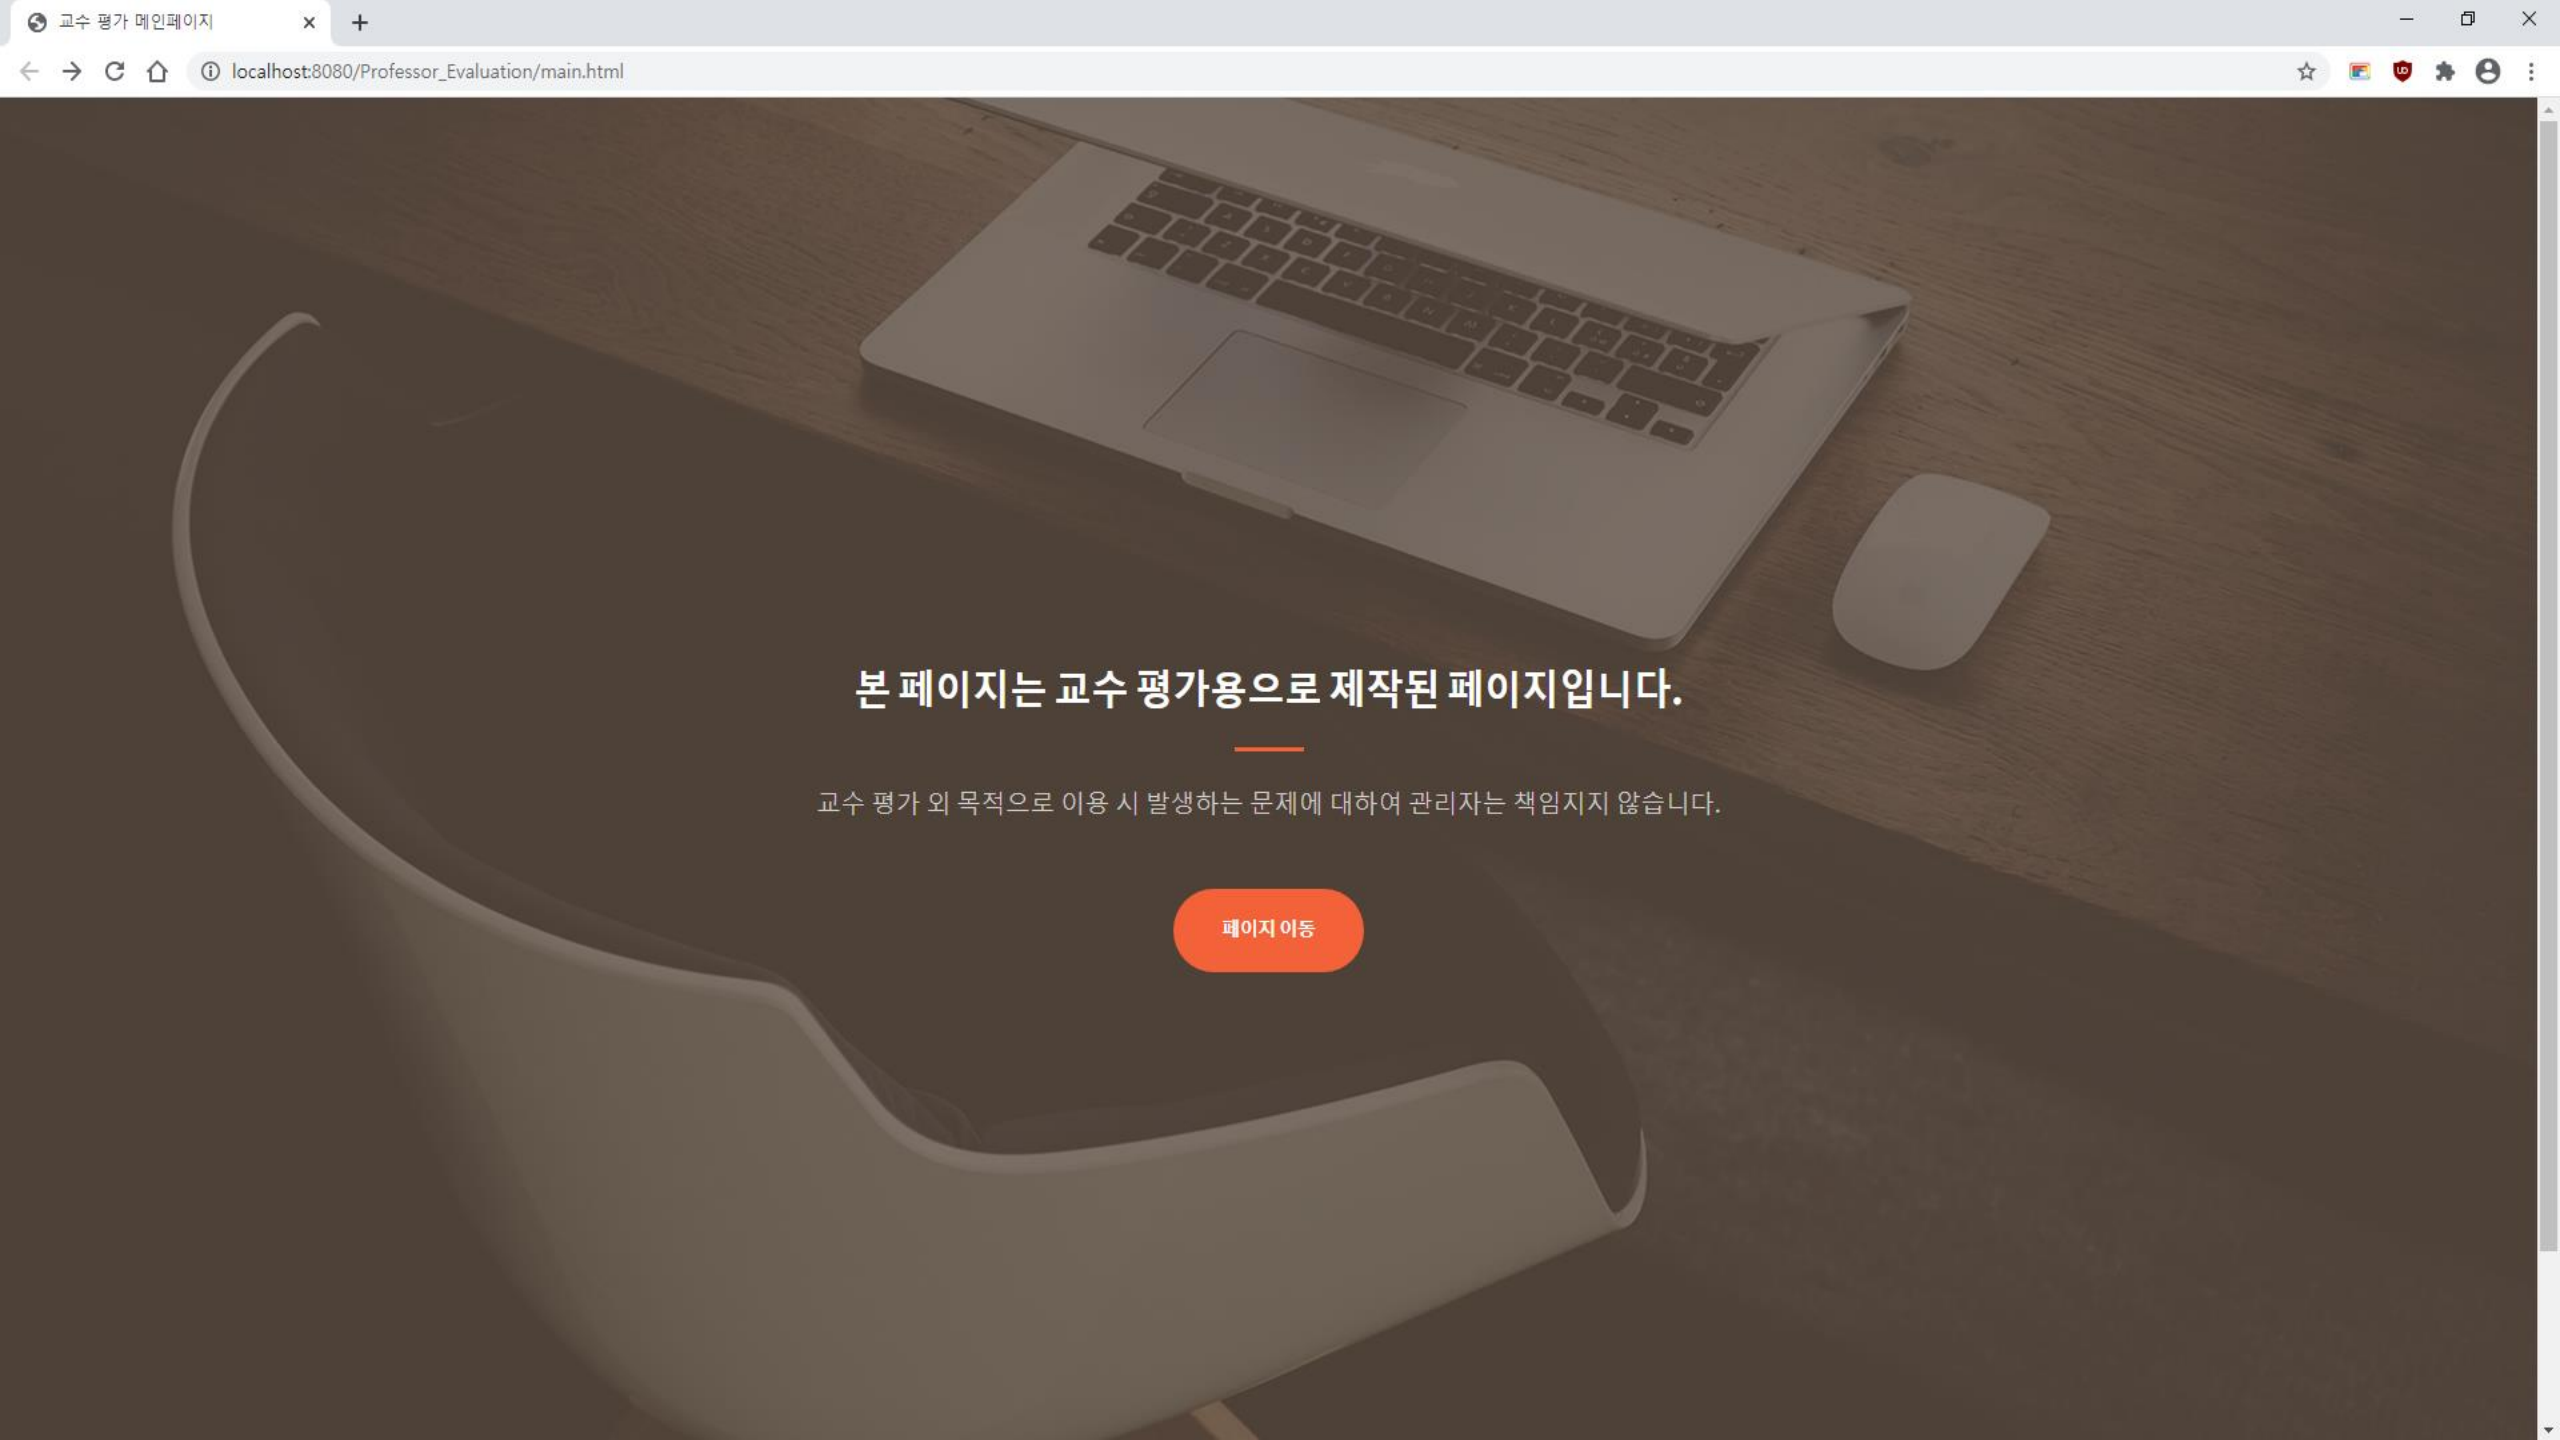 교수 평가 메인페이지
localhost:8080/Professor_Evaluation/main.html
본 페이지는 교수 평가용으로 제작된 페이지입니다.
교수 평가 외 목적으로 이용 시 발생하는 문제에 대하여 관리자는 책임지지 않습니다.
페이지 이동